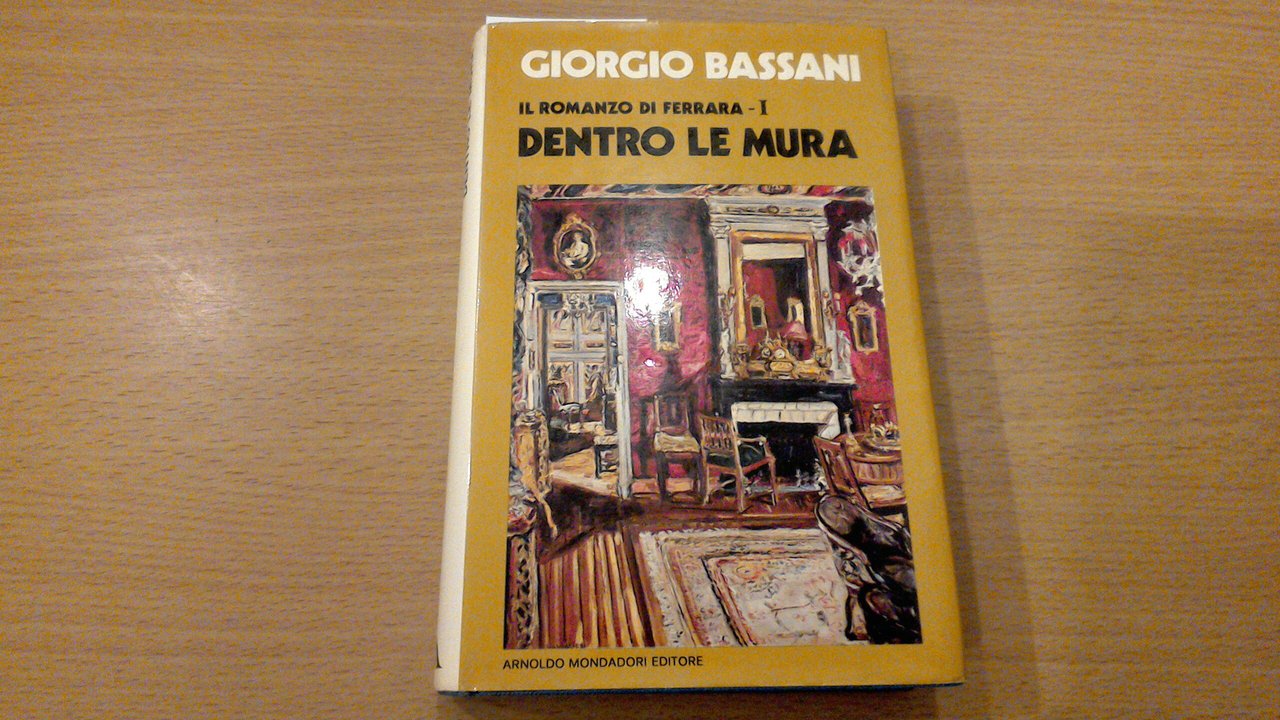 GIORGIO BASSANI
IL ROMANZO DI FERRARA - I
DENTRO LE MURA
ARNOLDO MONDADORI EDITORE